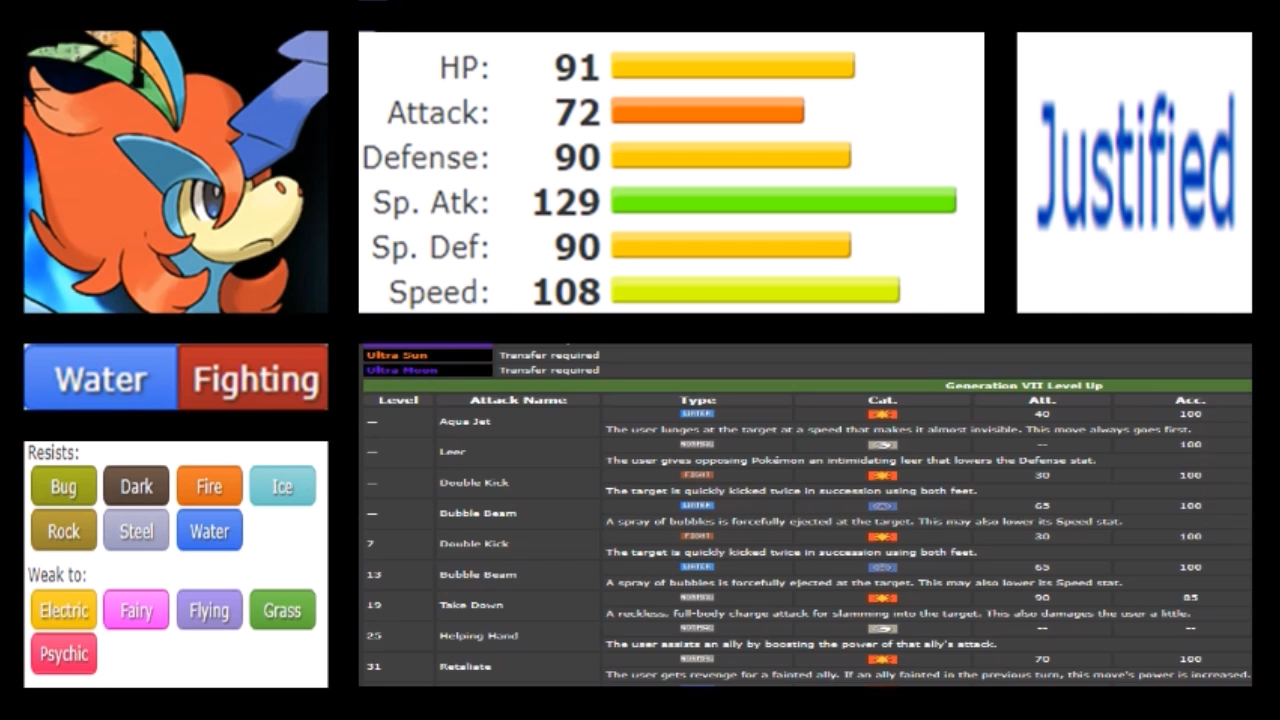 HP: 91
Attack: 72
Defense: 90
Sp. Atk: 129
Sp. Def: 90
Speed: 108
Justified
Water Fighting
Resists:
Bug Dark Fire Ice
Rock Steel Water
Weak to:
Electric Fairy Flying Grass
Psychic
Ultra Sun Transfer required
Ultra Moon Transfer required
Generation VII Level Up
Level Attack Name Type Cat. Att. Acc.
— Aqua Jet WATER 40 100
The user lunges at the target at a speed that makes it almost invisible. This move always goes first.
— Leer NORMAL -- 100
The user gives opposing Pokémon an intimidating leer that lowers the Defense stat.
— Double Kick FIGHT 30 100
The target is quickly kicked twice in succession using both feet.
— Bubble Beam WATER 65 100
A spray of bubbles is forcefully ejected at the target. This may also lower its Speed stat.
7 Double Kick FIGHT 30 100
The target is quickly kicked twice in succession using both feet.
13 Bubble Beam WATER 65 100
A spray of bubbles is forcefully ejected at the target. This may also lower its Speed stat.
19 Take Down NORMAL 90 85
A reckless, full-body charge attack for slamming into the target. This also damages the user a little.
25 Helping Hand NORMAL -- --
The user assists an ally by boosting the power of that ally's attack.
31 Retaliate NORMAL 70 100
The user gets revenge for a fainted ally. If an ally fainted in the previous turn, this move's power is increased.